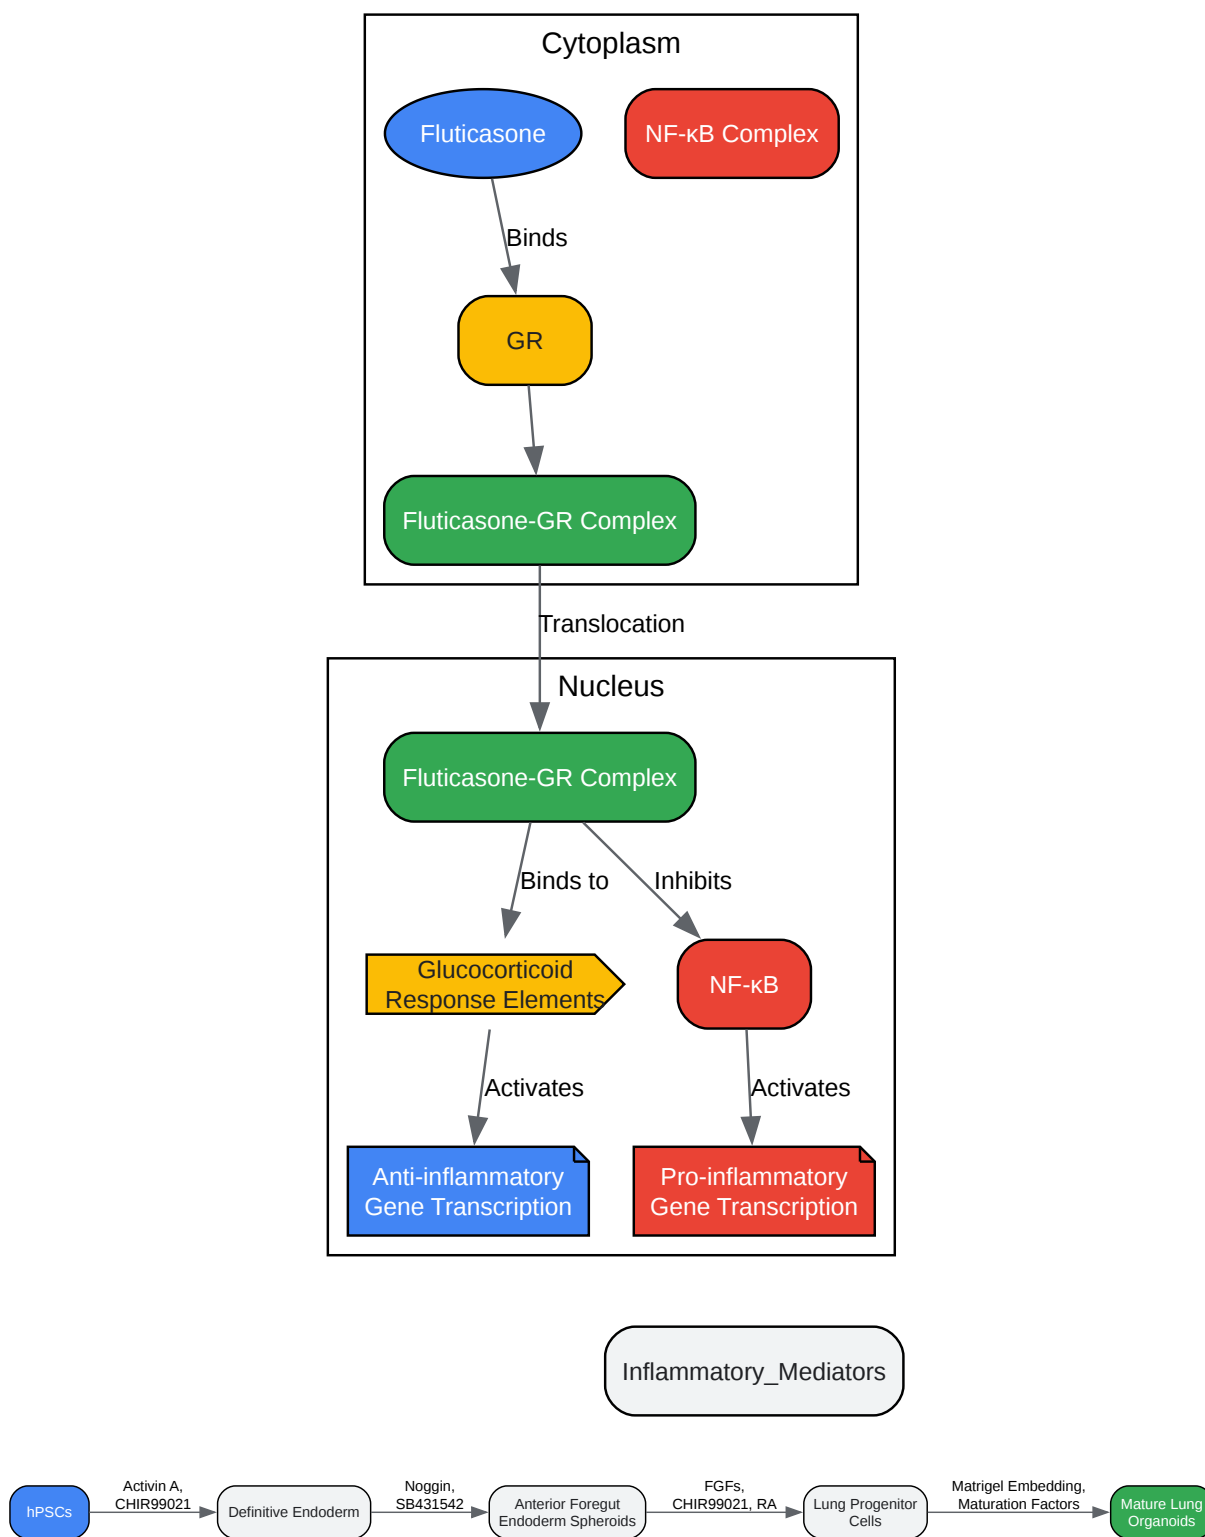 Cytoplasm
Fluticasone
NF-κB Complex
Binds
GR
Fluticasone-GR Complex
Translocation
Nucleus
Fluticasone-GR Complex
Binds to
Inhibits
Glucocorticoid
Response Elements
NF-κB
Activates
Activates
Anti-inflammatory
Gene Transcription
Pro-inflammatory
Gene Transcription
Inflammatory_Mediators
hPSCs
Activin A,
CHIR99021
Definitive Endoderm
Noggin,
SB431542
Anterior Foregut
Endoderm Spheroids
FGFs,
CHIR99021, RA
Lung Progenitor
Cells
Matrigel Embedding,
Maturation Factors
Mature Lung
Organoids